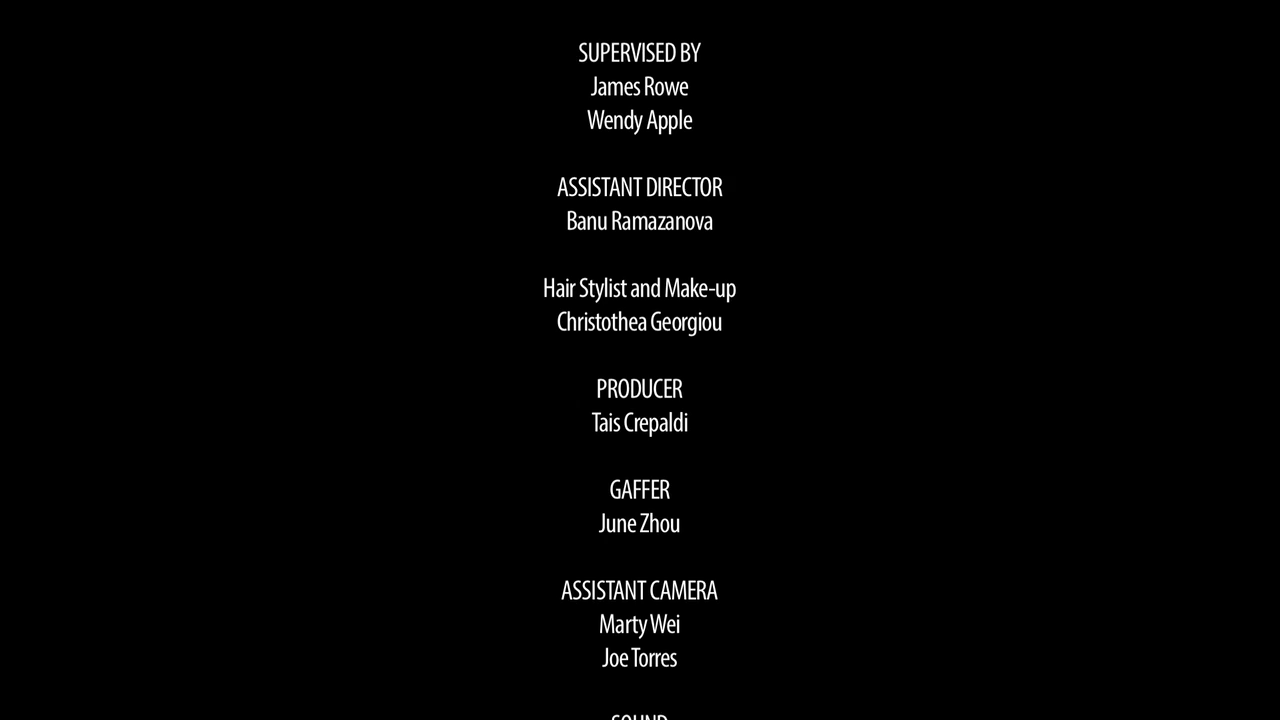 SUPERVISED BY
James Rowe
Wendy Apple
ASSISTANT DIRECTOR
Banu Ramazanova
Hair Stylist and Make-up
Christothea Georgiou
PRODUCER
Tais Crepaldi
GAFFER
June Zhou
ASSISTANT CAMERA
Marty Wei
Joe Torres
SOUND